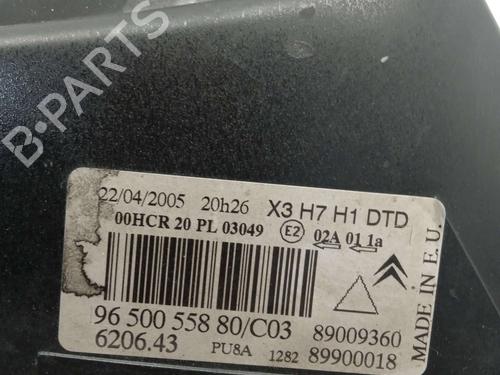 B-PARTS
22/04/2005 20h26 X3 H7 H1 DTD
00HCR 20 PL 03049 E2 02A 01 1a
96 500 558 80/C03 89009360
6206.43 PU8A 1282 89900018
MADE IN E.U.